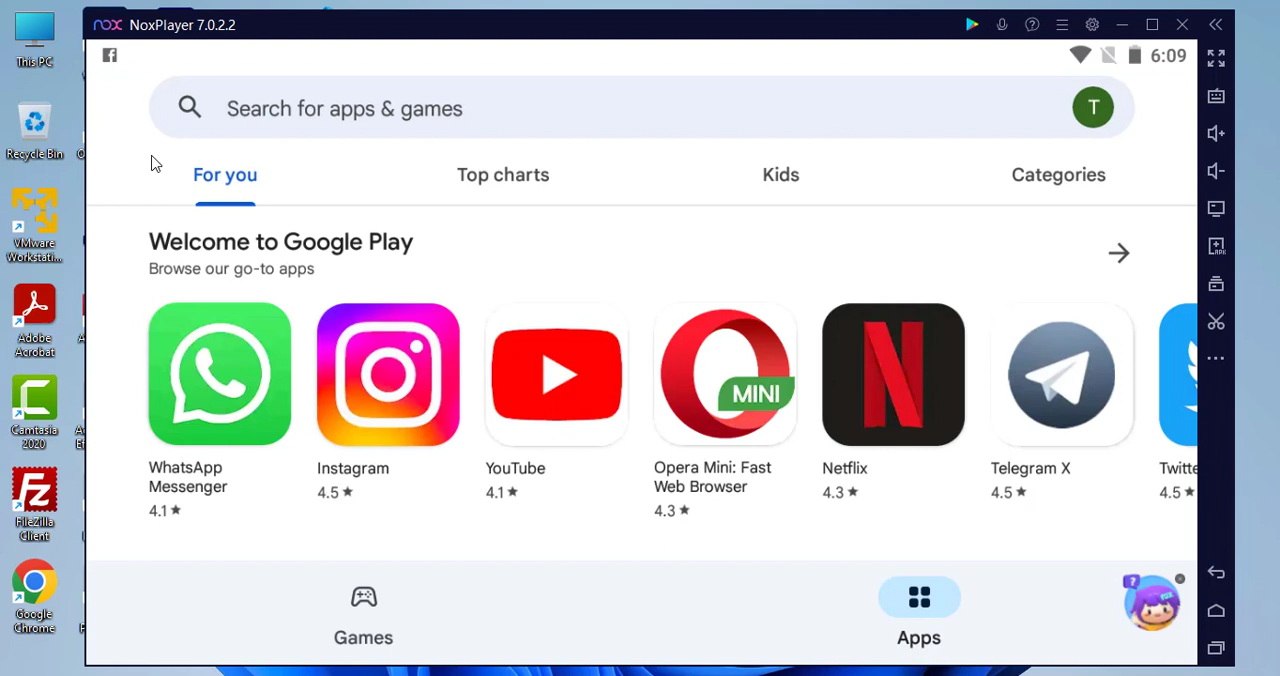 nox NoxPlayer 7.0.2.2
6:09
Search for apps & games
T
For you
Top charts
Kids
Categories
Welcome to Google Play
Browse our go-to apps
MINI
WhatsApp
Messenger
4.1★
Instagram
4.5★
YouTube
4.1★
Opera Mini: Fast
Web Browser
4.3★
Netflix
4.3★
Telegram X
4.5★
4.5★
Games
Apps
This PC
Recycle Bin
VMware
Workstati...
Adobe
Acrobat
Camtasia
2020
FileZilla
Client
Google
Chrome